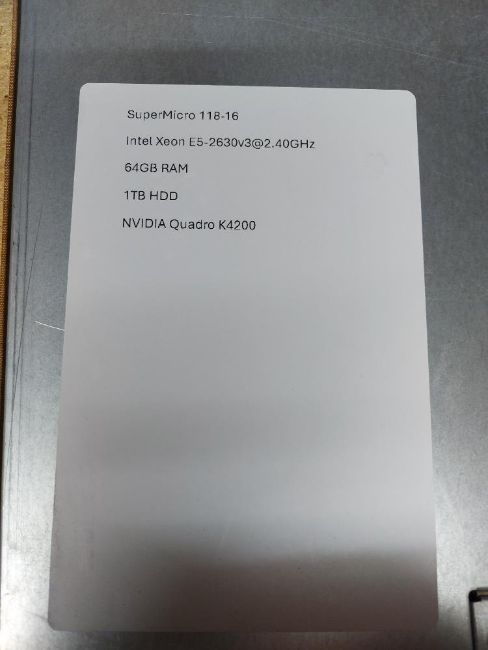 SuperMicro 118-16
Intel Xeon E5-2630v3@2.40GHz
64GB RAM
1TB HDD
NVIDIA Quadro K4200